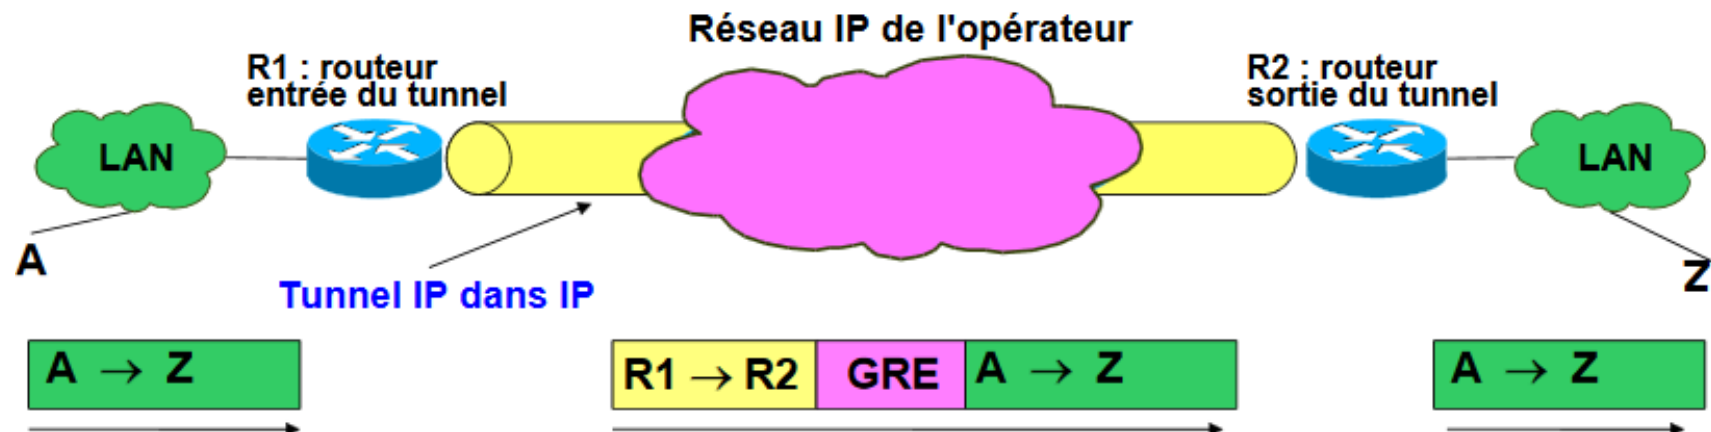 Réseau IP de l'opérateur
R1 : routeur
entrée du tunnel
R2 : routeur
sortie du tunnel
LAN
LAN
A
Z
Tunnel IP dans IP
A → Z
R1 → R2 GRE A → Z
A → Z